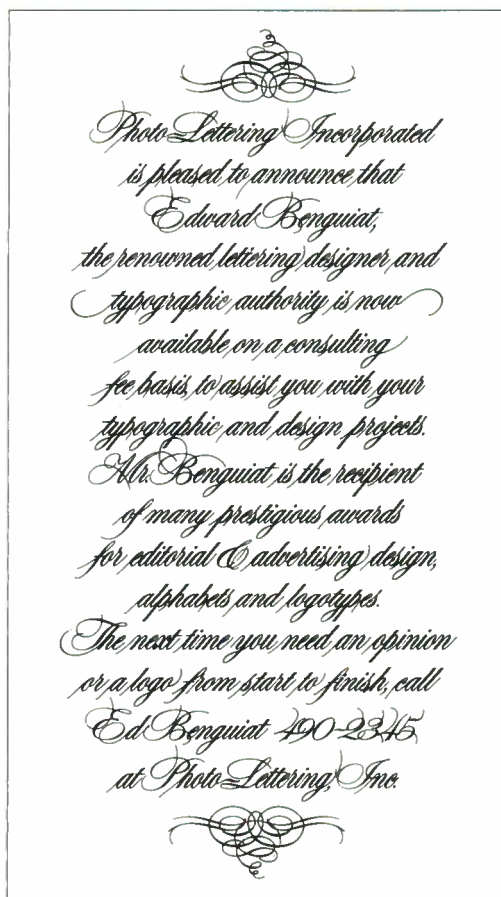 Photo-Lettering Incorporated
is pleased to announce that
Edward Benguiat,
the renowned lettering designer and
typographic authority is now
available on a consulting
fee basis, to assist you with your
typographic and design projects.
Mr. Benguiat is the recipient
of many prestigious awards
for editorial & advertising design,
alphabets and logotypes.
The next time you need an opinion
or a logo from start to finish, call
Ed Benguiat 490-2345
at Photo-Lettering, Inc.